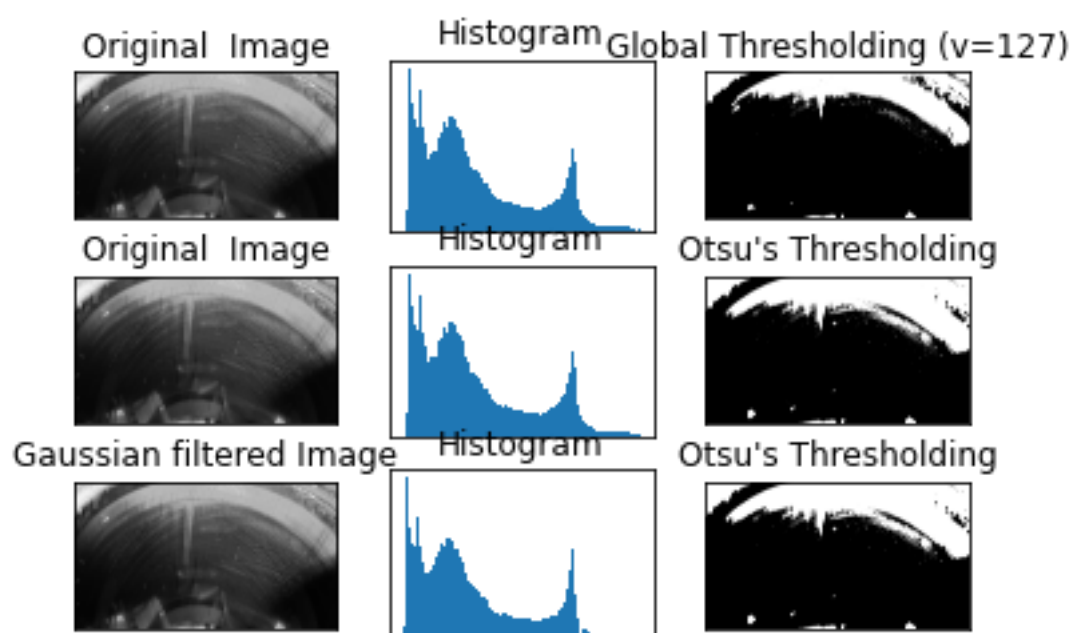 Original  Image
Histogram
Global Thresholding (v=127)
Original  Image
Histogram
Otsu's Thresholding
Gaussian filtered Image
Histogram
Otsu's Thresholding